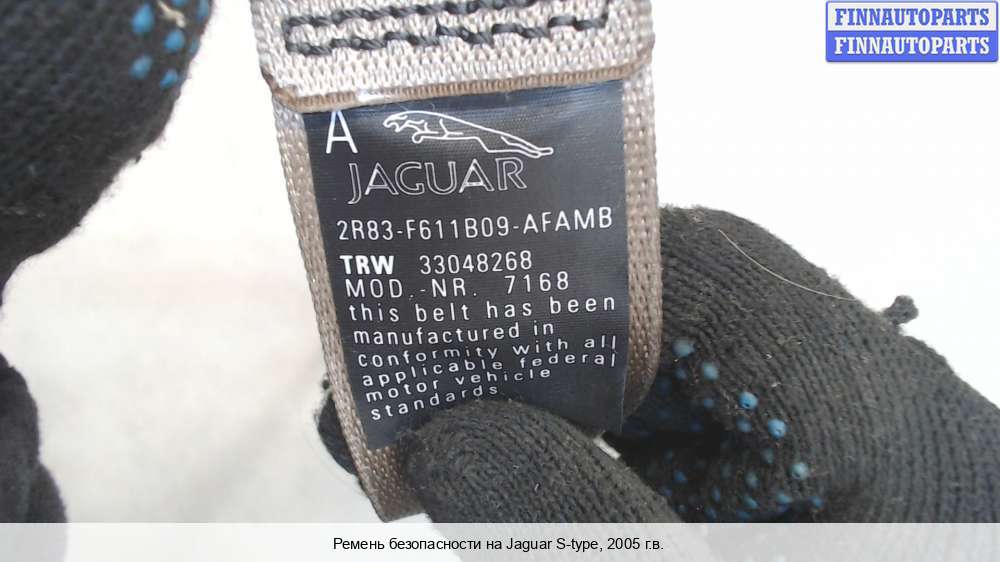 FINNAUTOPARTS
FINNAUTOPARTS
A
JAGUAR
2R83-F611B09-AFAMB
TRW 33048268
MOD.-NR. 7168
this belt has been
manufactured in
conformity with all
applicable federal
motor vehicle
standards
Ремень безопасности на Jaguar S-type, 2005 г.в.